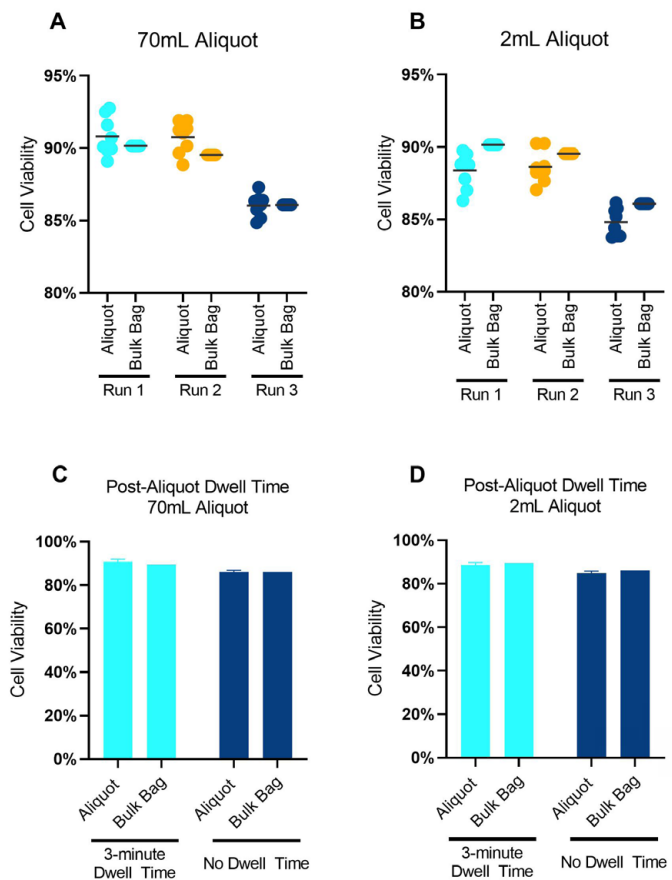 A
70mL Aliquot
Cell Viability
95%
90%
85%
80%
Aliquot
Bulk Bag
Aliquot
Bulk Bag
Aliquot
Bulk Bag
Run 1
Run 2
Run 3
B
2mL Aliquot
Cell Viability
95%
90%
85%
80%
Aliquot
Bulk Bag
Aliquot
Bulk Bag
Aliquot
Bulk Bag
Run 1
Run 2
Run 3
C
Post-Aliquot Dwell Time
70mL Aliquot
Cell Viability
100%
80%
60%
40%
20%
0%
Aliquot
Bulk Bag
Aliquot
Bulk Bag
3-minute
Dwell Time
No Dwell Time
D
Post-Aliquot Dwell Time
2mL Aliquot
Cell Viability
100%
80%
60%
40%
20%
0%
Aliquot
Bulk Bag
Aliquot
Bulk Bag
3-minute
Dwell Time
No Dwell Time